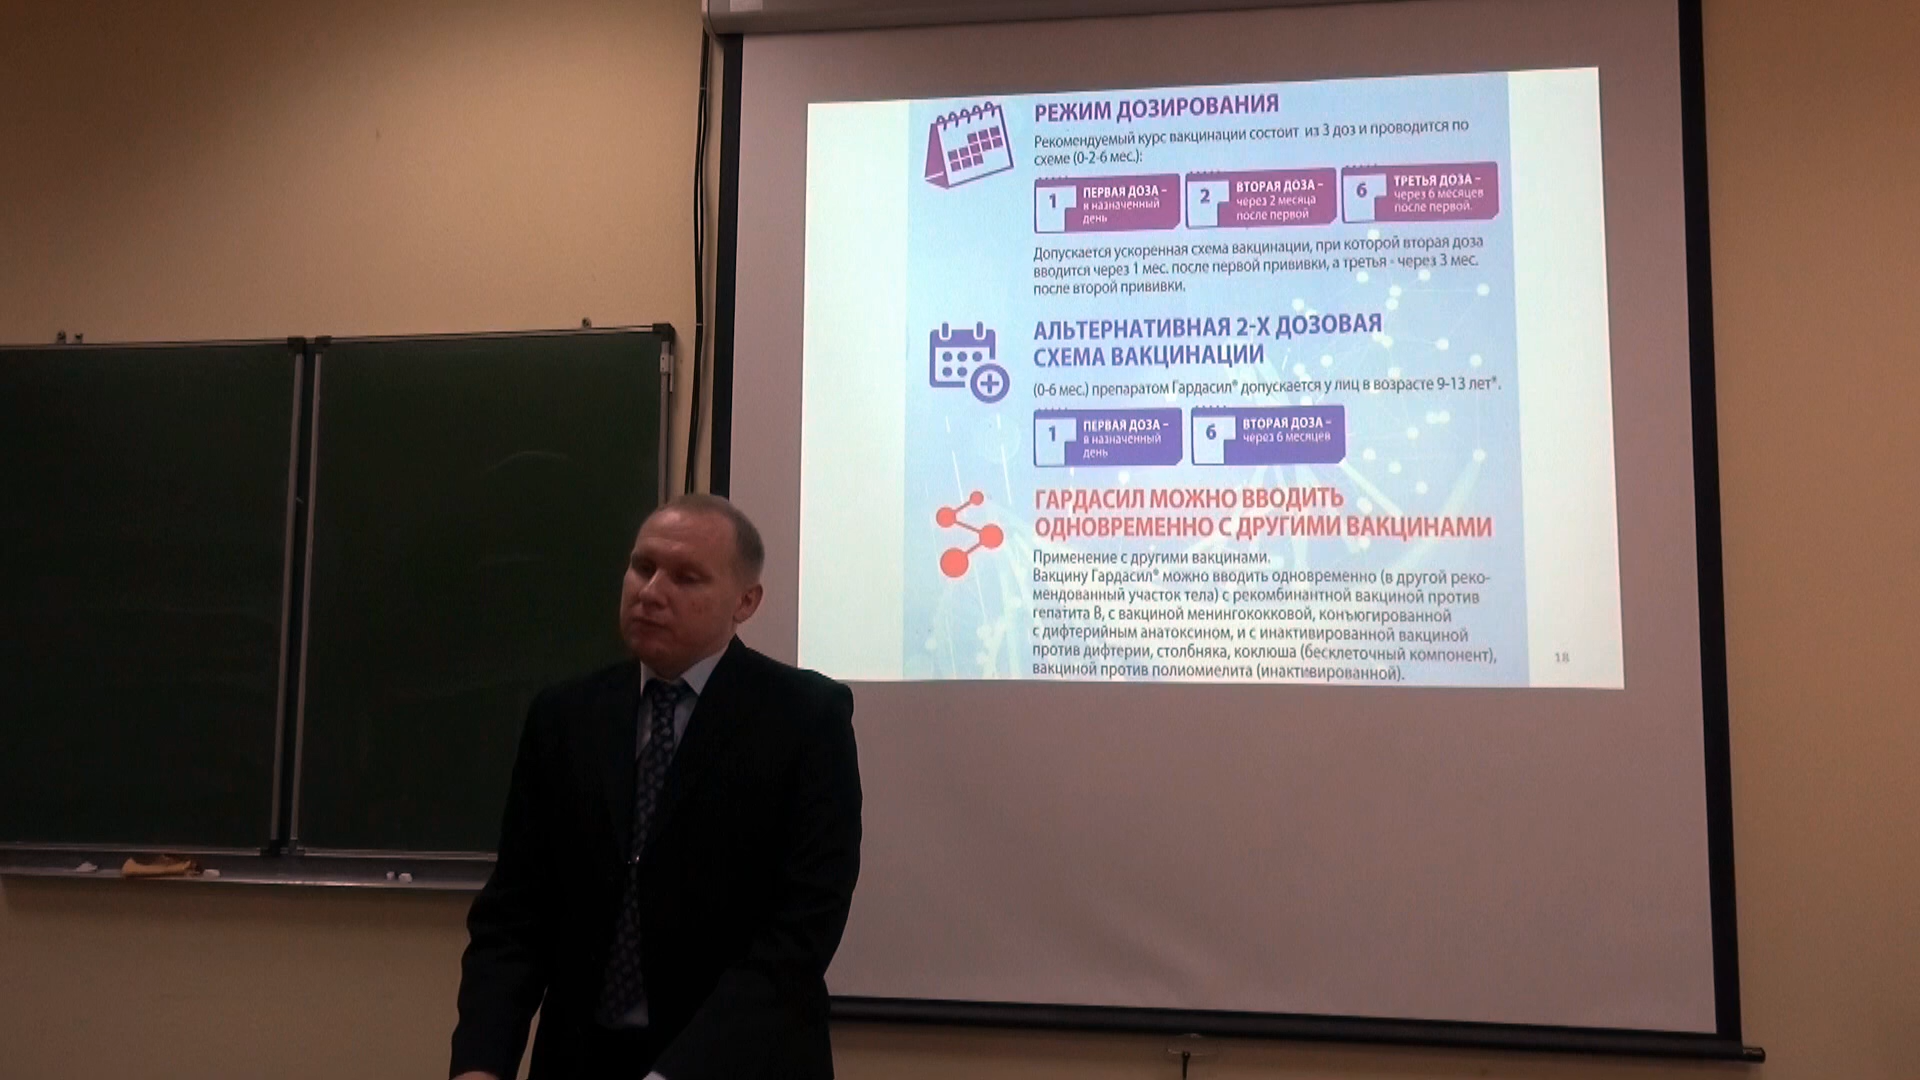 РЕЖИМ ДОЗИРОВАНИЯ
Рекомендуемый курс вакцинации состоит из 3 доз и проводится по
схеме (0-2-6 мес.):
1
ПЕРВАЯ ДОЗА –
в назначенный
день
2
ВТОРАЯ ДОЗА –
через 2 месяца
после первой
6
ТРЕТЬЯ ДОЗА –
через 6 месяцев
после первой.
Допускается ускоренная схема вакцинации, при которой вторая доза
вводится через 1 мес. после первой прививки, а третья - через 3 мес.
после второй прививки.
АЛЬТЕРНАТИВНАЯ 2-Х ДОЗОВАЯ
СХЕМА ВАКЦИНАЦИИ
(0-6 мес.) препаратом Гардасил® допускается у лиц в возрасте 9-13 лет*.
1
ПЕРВАЯ ДОЗА –
в назначенный
день
6
ВТОРАЯ ДОЗА –
через 6 месяцев
ГАРДАСИЛ МОЖНО ВВОДИТЬ
ОДНОВРЕМЕННО С ДРУГИМИ ВАКЦИНАМИ
Применение с другими вакцинами.
Вакцину Гардасил® можно вводить одновременно (в другой реко-
мендованный участок тела) с рекомбинантной вакциной против
гепатита В, с вакциной менингококковой, конъюгированной
с дифтерийным анатоксином, и с инактивированной вакциной
против дифтерии, столбняка, коклюша (бесклеточный компонент),
вакциной против полиомиелита (инактивированной).
18